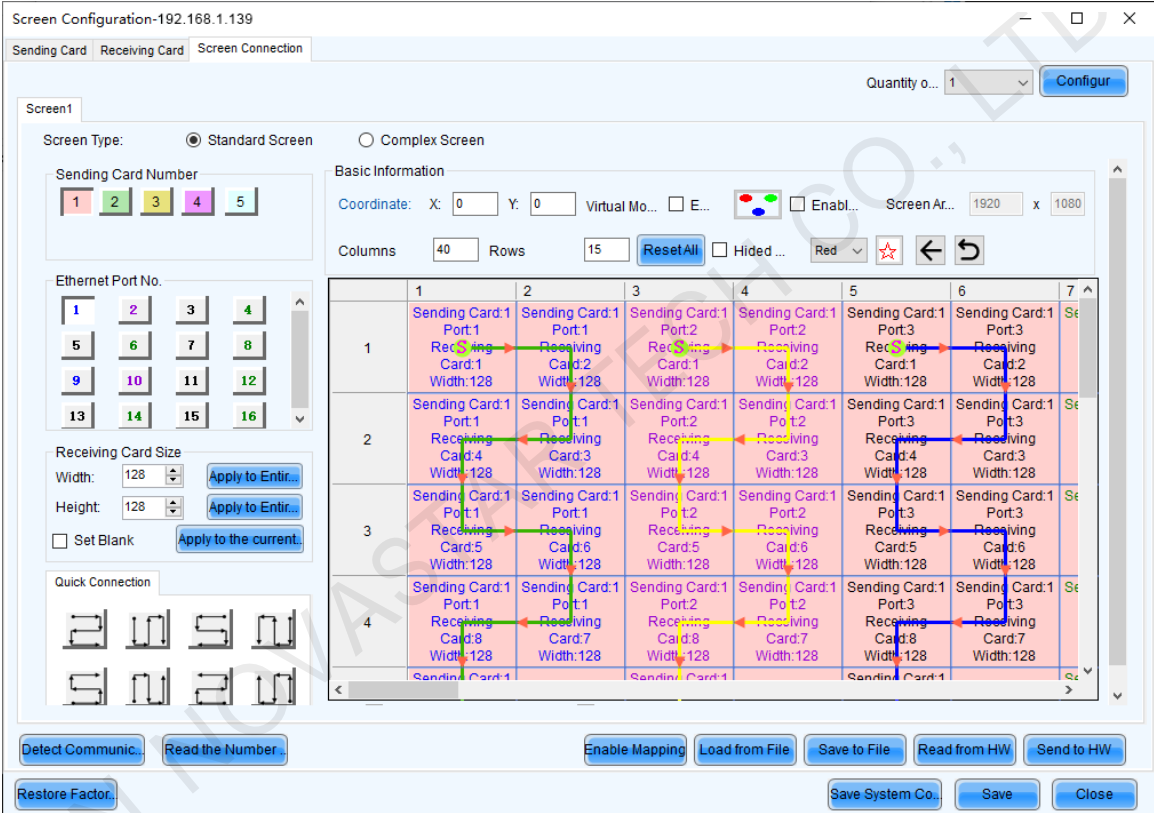 Screen Configuration-192.168.1.139
Sending Card Receiving Card Screen Connection
Quantity o... 1 Configur
Screen1
Screen Type: Standard Screen Complex Screen
Sending Card Number
1 2 3 4 5
Basic Information
Coordinate: X: 0 Y: 0 Virtual Mo... E... Enabl... Screen Ar... 1920 x 1080
Columns 40 Rows 15 Reset All Hided ... Red
Ethernet Port No.
1 2 3 4
5 6 7 8
9 10 11 12
13 14 15 16
Receiving Card Size
Width: 128 Apply to Entir...
Height: 128 Apply to Entir...
Set Blank Apply to the current.
Quick Connection
1 2 3 4 5 6 7
Sending Card:1 Sending Card:1 Sending Card:1 Sending Card:1 Sending Card:1 Sending Card:1 Se
Port:1 Port:1 Port:2 Port:2 Port:3 Port:3
1 Receiving Receiving Receiving Receiving Receiving Receiving
S S S
Card:1 Card:2 Card:1 Card:2 Card:1 Card:2
Width:128 Width:128 Width:128 Width:128 Width:128 Width:128
Sending Card:1 Sending Card:1 Sending Card:1 Sending Card:1 Sending Card:1 Sending Card:1 Se
Port:1 Port:1 Port:2 Port:2 Port:3 Port:3
2 Receiving Receiving Receiving Receiving Receiving Receiving
Card:4 Card:3 Card:4 Card:3 Card:4 Card:3
Width:128 Width:128 Width:128 Width:128 Width:128 Width:128
Sending Card:1 Sending Card:1 Sending Card:1 Sending Card:1 Sending Card:1 Sending Card:1 Se
Port:1 Port:1 Port:2 Port:2 Port:3 Port:3
3 Receiving Receiving Receiving Receiving Receiving Receiving
Card:5 Card:6 Card:5 Card:6 Card:5 Card:6
Width:128 Width:128 Width:128 Width:128 Width:128 Width:128
Sending Card:1 Sending Card:1 Sending Card:1 Sending Card:1 Sending Card:1 Sending Card:1 Se
Port:1 Port:1 Port:2 Port:2 Port:3 Port:3
4 Receiving Receiving Receiving Receiving Receiving Receiving
Card:8 Card:7 Card:8 Card:7 Card:8 Card:7
Width:128 Width:128 Width:128 Width:128 Width:128 Width:128
Sending Card:1 Sending Card:1 Sending Card:1
Detect Communic... Read the Number .. Enable Mapping Load from File Save to File Read from HW Send to HW
Restore Factor... Save System Co... Save Close
N NOVASTAR TECH CO., LTD